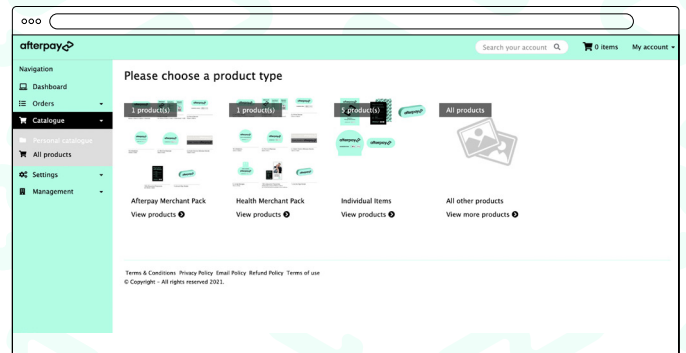 afterpay
Search your account
0 items
My account
Navigation
Dashboard
Orders
Catalogue
Personal catalogue
All products
Settings
Management
Please choose a product type
1 product(s)
1 product(s)
5 product(s)
All products
Afterpay Merchant Pack
Health Merchant Pack
Individual Items
All other products
View products
View products
View products
View more products
Terms & Conditions Privacy Policy Email Policy Refund Policy Terms of use
© Copyright - All rights reserved 2021.